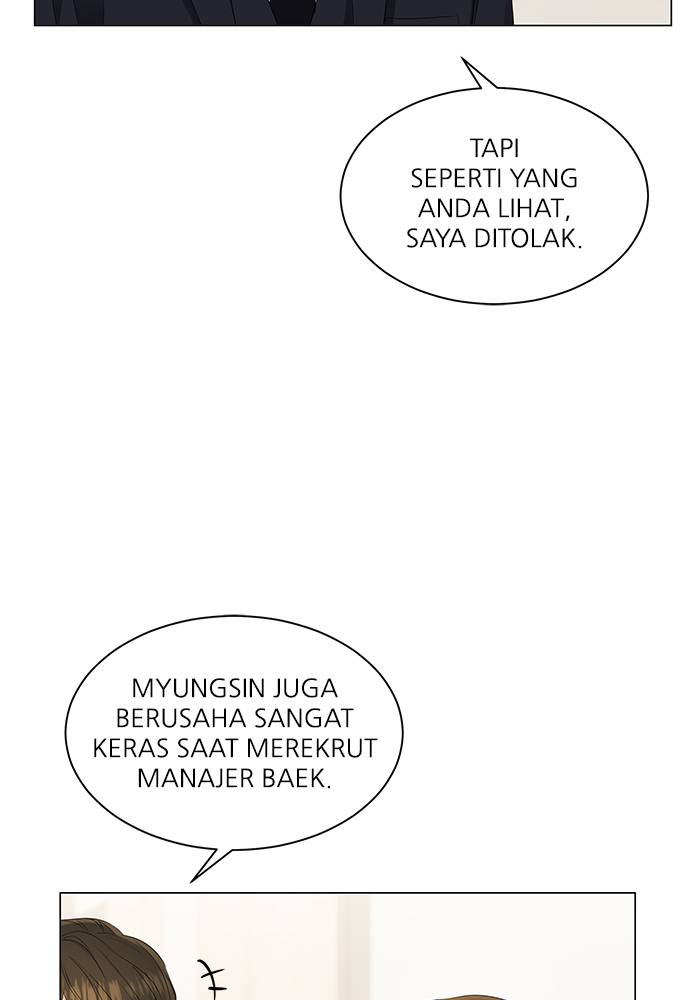 TAPI
SEPERTI YANG
ANDA LIHAT,
SAYA DITOLAK.
MYUNGSIN JUGA
BERUSAHA SANGAT
KERAS SAAT MEREKRUT
MANAJER BAEK.